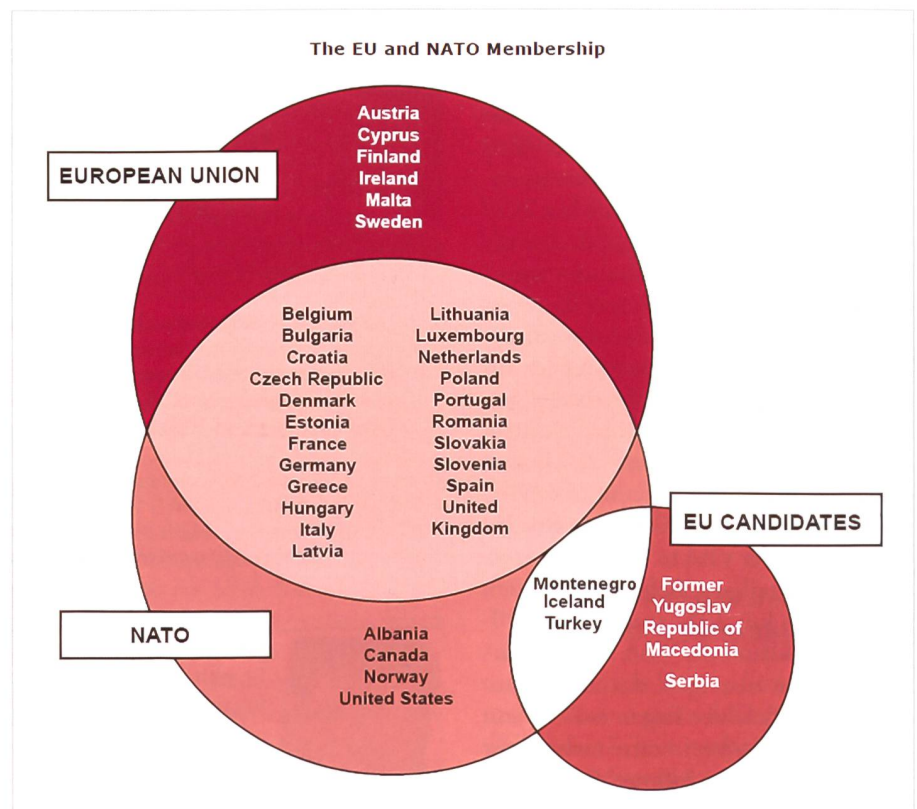 The EU and NATO Membership
EUROPEAN UNION
Austria
Cyprus
Finland
Ireland
Malta
Sweden
Belgium
Bulgaria
Croatia
Czech Republic
Denmark
Estonia
France
Germany
Greece
Hungary
Italy
Latvia
Lithuania
Luxembourg
Netherlands
Poland
Portugal
Romania
Slovakia
Slovenia
Spain
United
Kingdom
EU CANDIDATES
Montenegro
Iceland
Turkey
Former
Yugoslav
Republic of
Macedonia
Serbia
NATO
Albania
Canada
Norway
United States